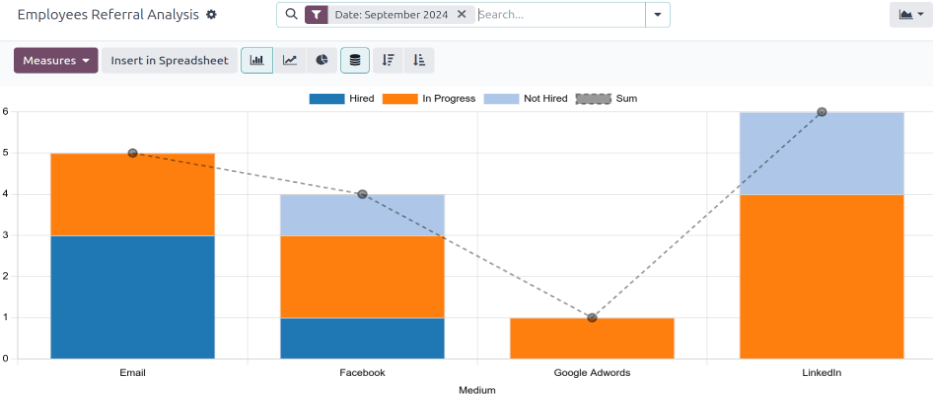 Employees Referral Analysis
Date: September 2024
Search...
Measures
Insert in Spreadsheet
Hired In Progress Not Hired Sum
6
5
4
3
2
1
0
Email Facebook Google Adwords LinkedIn
Medium